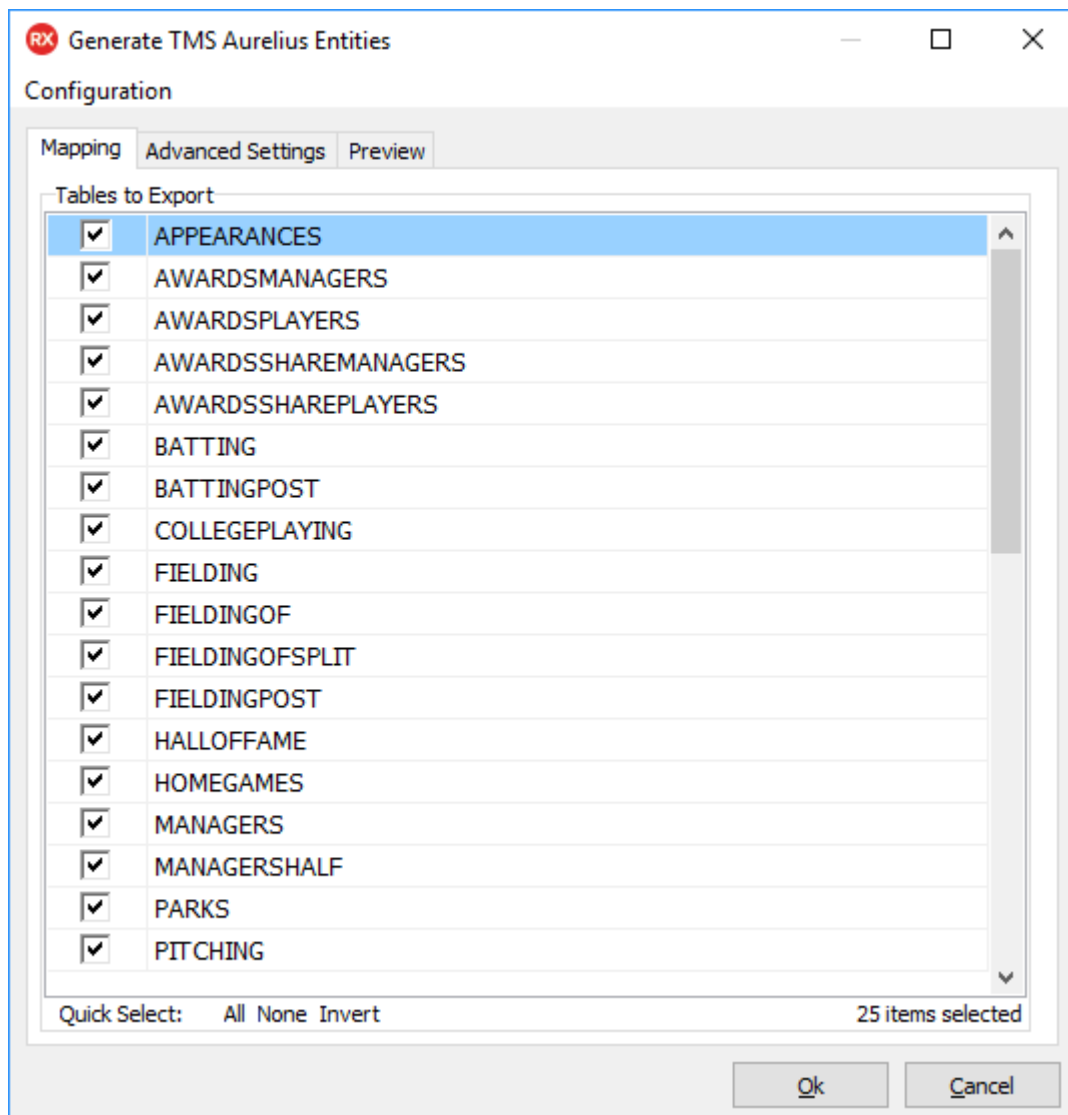 RX Generate TMS Aurelius Entities
Configuration
Mapping Advanced Settings Preview
Tables to Export
APPEARANCES
AWARDSMANAGERS
AWARDSPLAYERS
AWARDSSHAREMANAGERS
AWARDSSHAREPLAYERS
BATTING
BATTINGPOST
COLLEGEPLAYING
FIELDING
FIELDINGOF
FIELDINGOFSPLIT
FIELDINGPOST
HALLOFFAME
HOMEGAMES
MANAGERS
MANAGERSHALF
PARKS
PITCHING
Quick Select: All None Invert 25 items selected
Ok Cancel